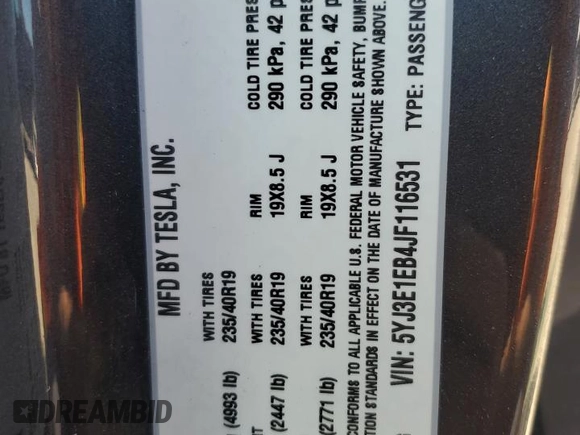 MFD BY TESLA, INC.
(4993 lb) WITH TIRES 235/40R19
(2447 lb) WITH TIRES 235/40R19 RIM 19X8.5 J COLD TIRE PRES 290 kPa, 42 p
(2771 lb) WITH TIRES 235/40R19 RIM 19X8.5 J COLD TIRE PRES 290 kPa, 42 p
CONFORMS TO ALL APPLICABLE U.S. FEDERAL MOTOR VEHICLE SAFETY, BUMP
TION STANDARDS IN EFFECT ON THE DATE OF MANUFACTURE SHOWN ABOVE.
VIN: 5YJ3E1EB4JF116531 TYPE: PASSENG
DREAMBID